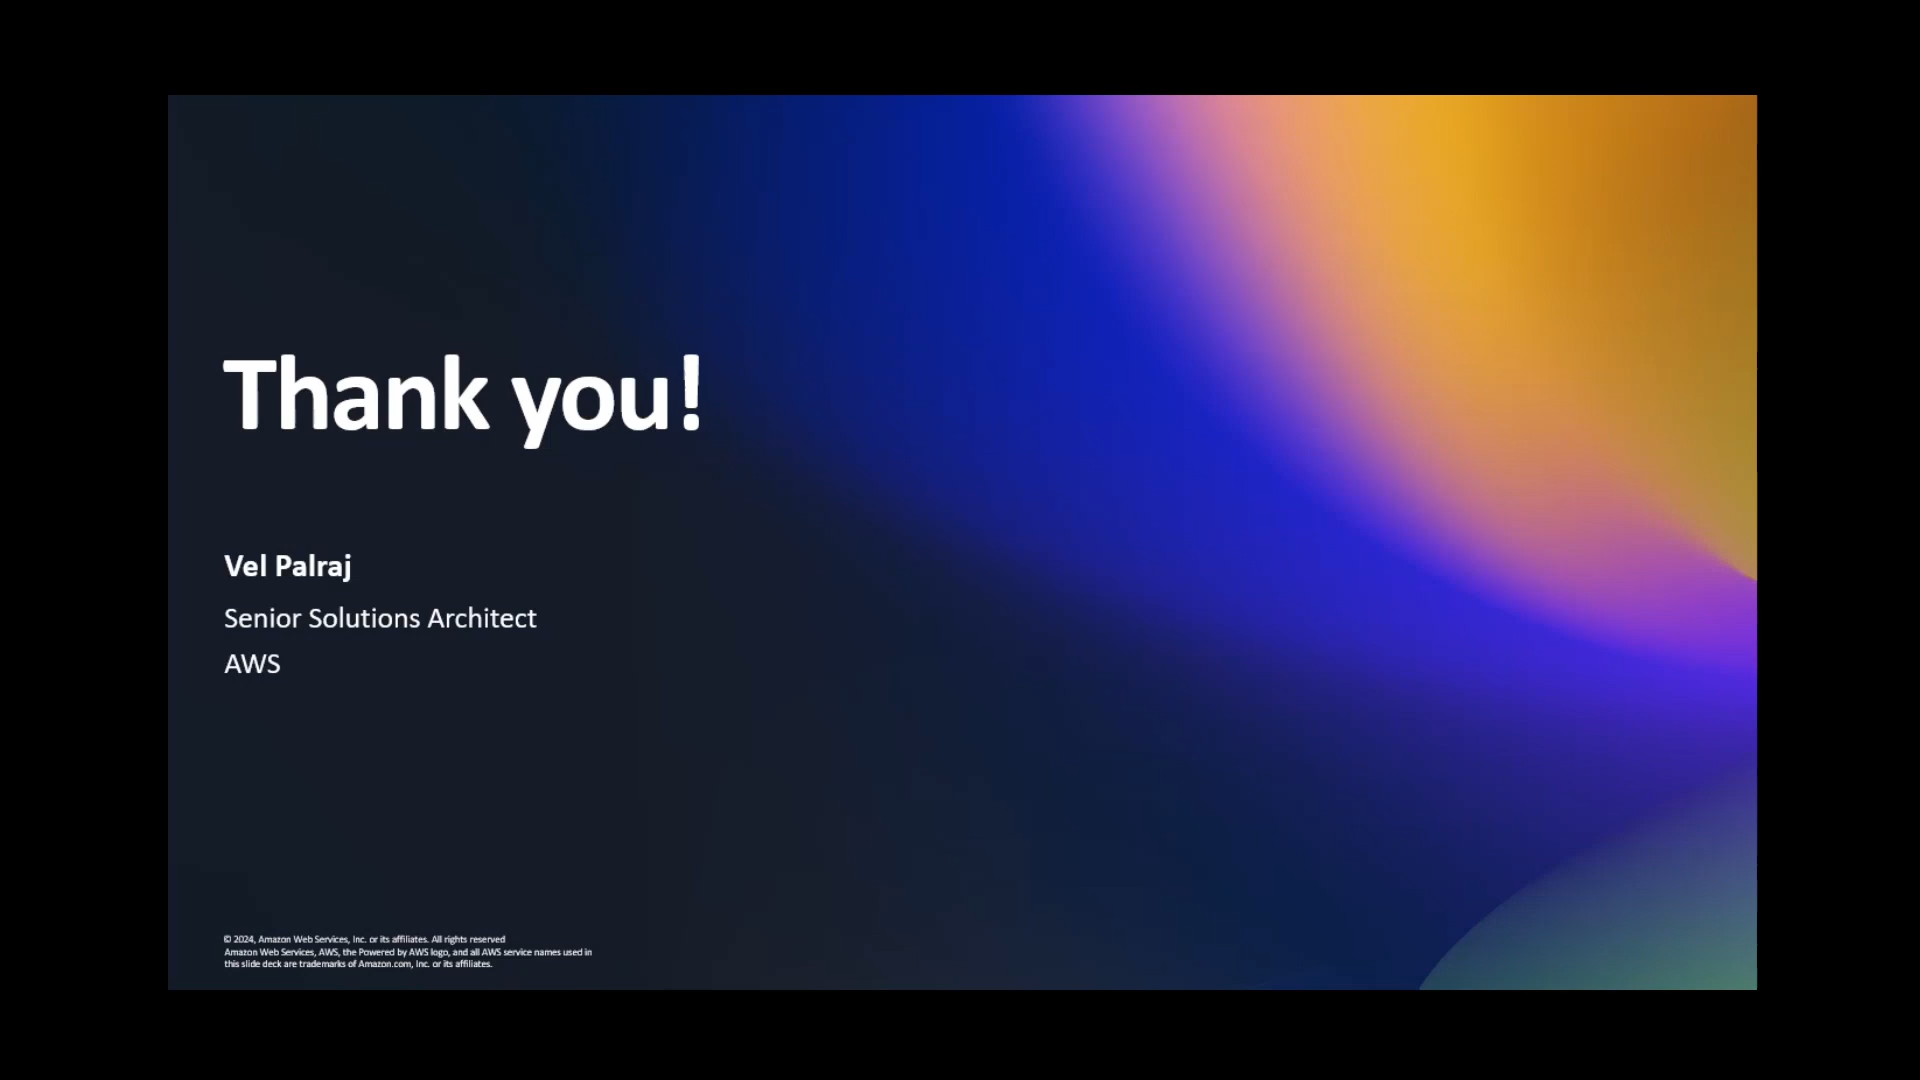 Thank you!
Vel Palraj
Senior Solutions Architect
AWS
© 2024, Amazon Web Services, Inc. or its affiliates. All rights reserved
Amazon Web Services, AWS, the Powered by AWS logo, and all AWS service names used in
this slide deck are trademarks of Amazon.com, Inc. or its affiliates.